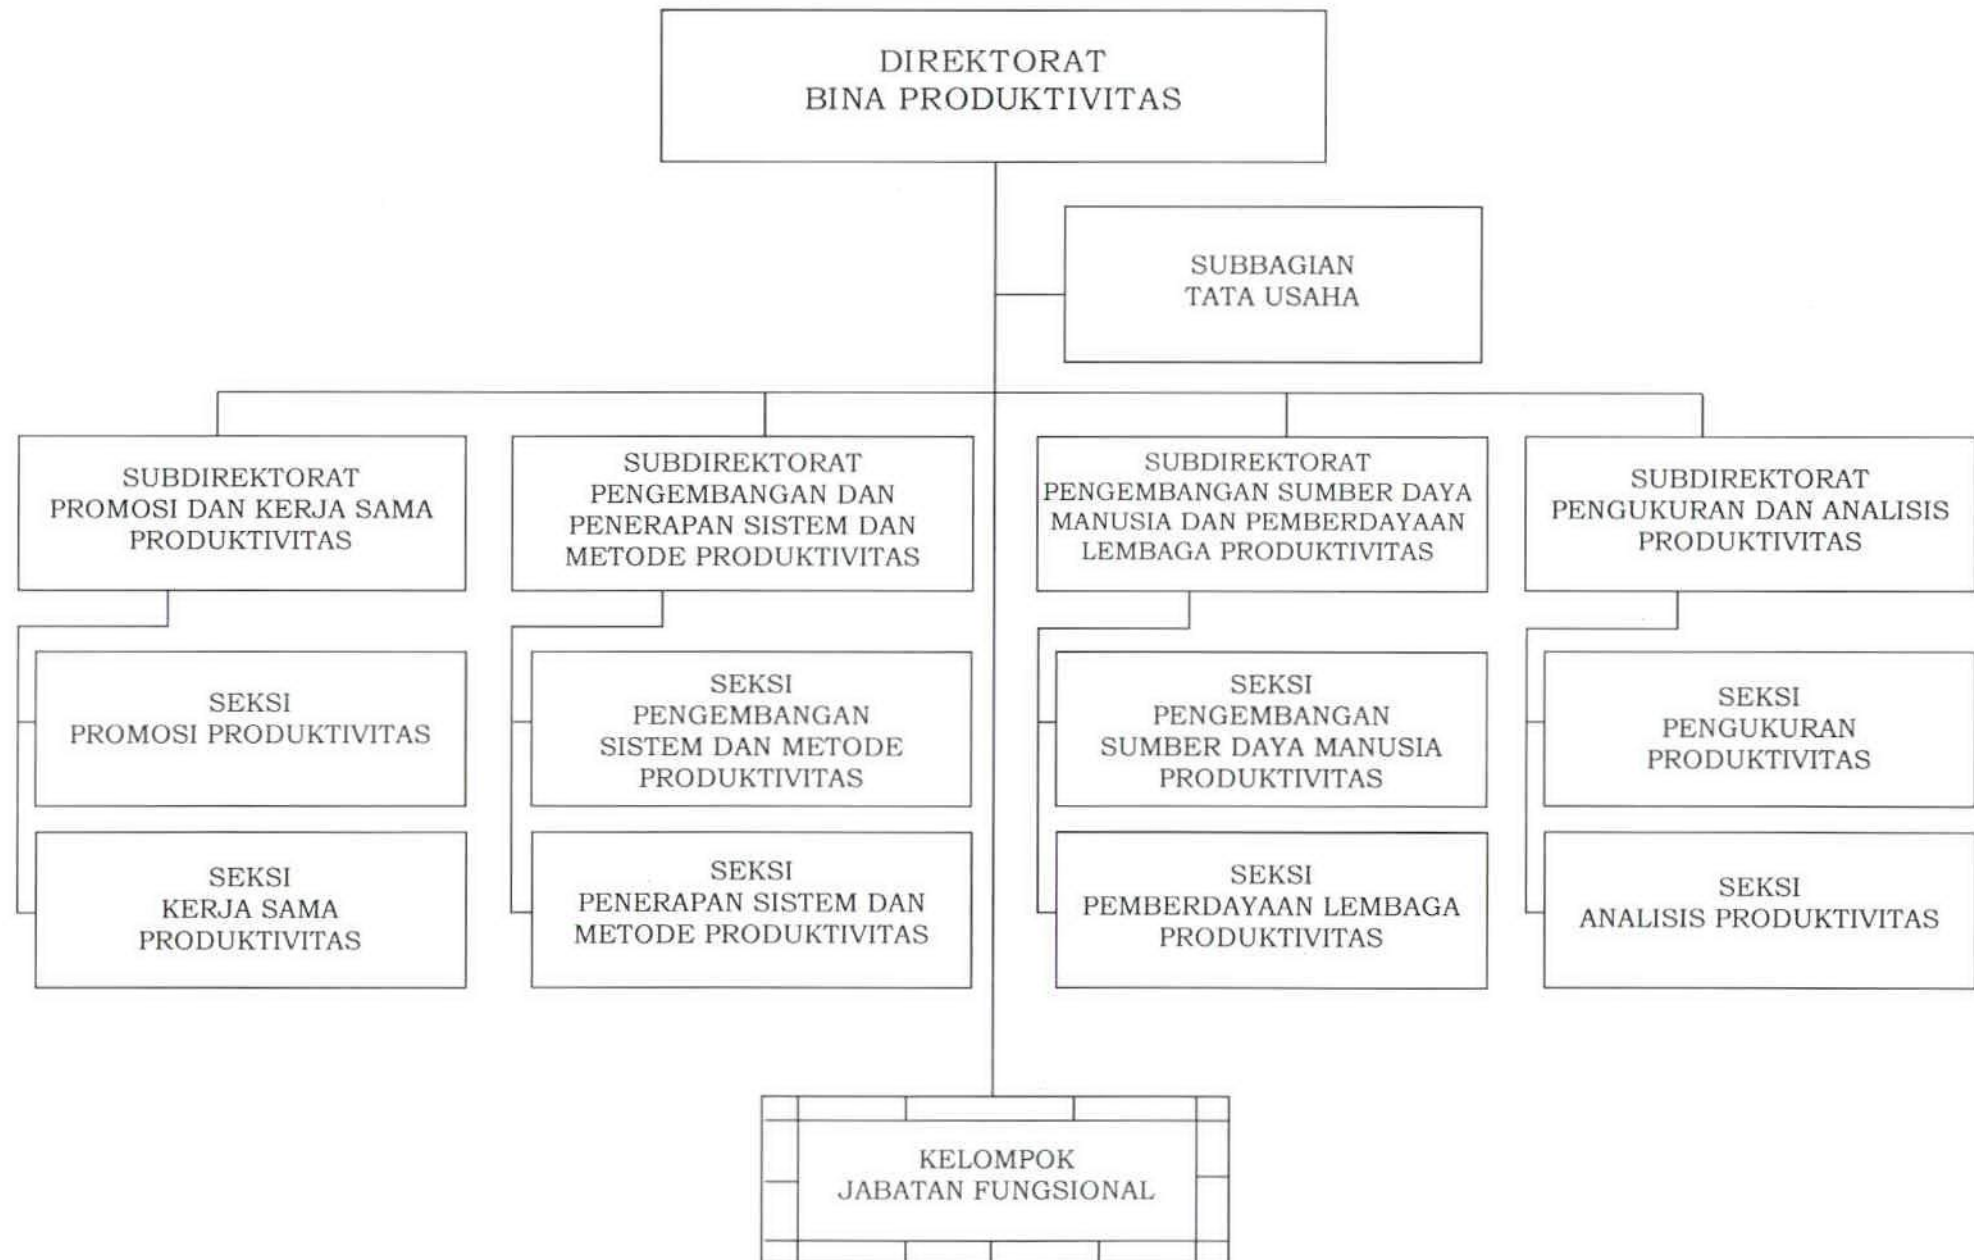 DIREKTORAT
BINA PRODUKTIVITAS
SUBBAGIAN
TATA USAHA
SUBDIREKTORAT
PROMOSI DAN KERJA SAMA
PRODUKTIVITAS
SUBDIREKTORAT
PENGEMBANGAN DAN
PENERAPAN SISTEM DAN
METODE PRODUKTIVITAS
SUBDIREKTORAT
PENGEMBANGAN SUMBER DAYA
MANUSIA DAN PEMBERDAYAAN
LEMBAGA PRODUKTIVITAS
SUBDIREKTORAT
PENGUKURAN DAN ANALISIS
PRODUKTIVITAS
SEKSI
PROMOSI PRODUKTIVITAS
SEKSI
PENGEMBANGAN
SISTEM DAN METODE
PRODUKTIVITAS
SEKSI
PENGEMBANGAN
SUMBER DAYA MANUSIA
PRODUKTIVITAS
SEKSI
PENGUKURAN
PRODUKTIVITAS
SEKSI
KERJA SAMA
PRODUKTIVITAS
SEKSI
PENERAPAN SISTEM DAN
METODE PRODUKTIVITAS
SEKSI
PEMBERDAYAAN LEMBAGA
PRODUKTIVITAS
SEKSI
ANALISIS PRODUKTIVITAS
KELOMPOK
JABATAN FUNGSIONAL